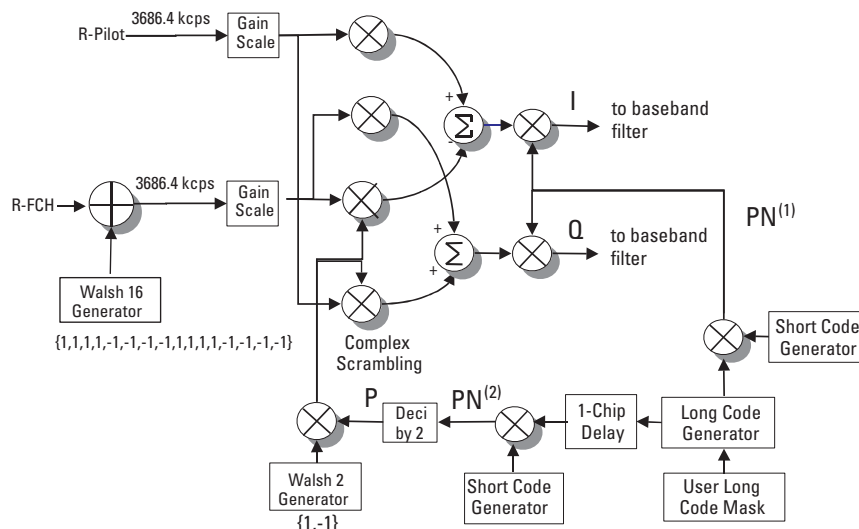 3686.4 kcps
R-Pilot
Gain
Scale
+
Σ
-
I
to baseband
filter
3686.4 kcps
R-FCH
Gain
Scale
PN(1)
Q
to baseband
filter
+
Σ
+
Walsh 16
Generator
{1,1,1,1,-1,-1,-1,-1,1,1,1,1,-1,-1,-1,-1}
Complex
Scrambling
Short Code
Generator
P
PN(2)
Deci
by 2
1-Chip
Delay
Long Code
Generator
Walsh 2
Generator
{1,-1}
Short Code
Generator
User Long
Code Mask